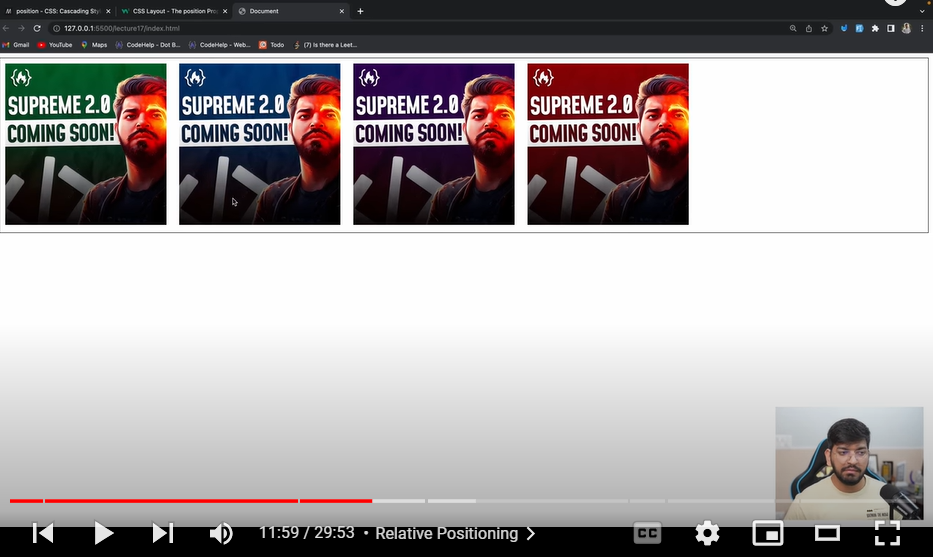 position - CSS: Cascading Sty
CSS Layout - The position Pro
Document
127.0.0.1:5500/lecture17/index.html
Gmail
YouTube
Maps
CodeHelp - Dot B...
CodeHelp - Web...
Todo
(7) Is there a Leet...
SUPREME 2.0
COMING SOON!
SUPREME 2.0
COMING SOON!
SUPREME 2.0
COMING SOON!
SUPREME 2.0
COMING SOON!
11:59 / 29:53 • Relative Positioning
CC